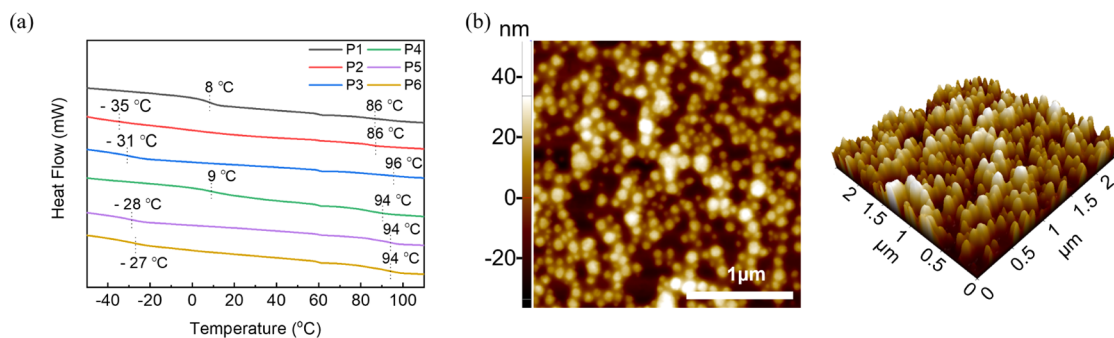 (a)
Heat Flow (mW)
P1 P4
P2 P5
P3 P6
8 °C
86 °C
- 35 °C
86 °C
- 31 °C
96 °C
9 °C
94 °C
- 28 °C
94 °C
- 27 °C
94 °C
-40 -20 0 20 40 60 80 100
Temperature (°C)
(b)
nm
40
20
0
-20
1µm
2
1.5
1
0.5
0
µm
0
0.5
1
1.5
2
µm